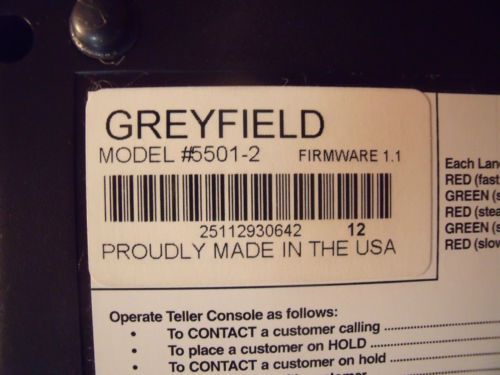 GREYFIELD
MODEL #5501-2 FIRMWARE 1.1
25112930642 12
PROUDLY MADE IN THE USA
Each
RED (fast
GREEN
RED
GREEN
RED (slow
Operate Teller Console as follows:
• To CONTACT a customer calling
• To place a customer on HOLD
• To CONTACT a customer on hold